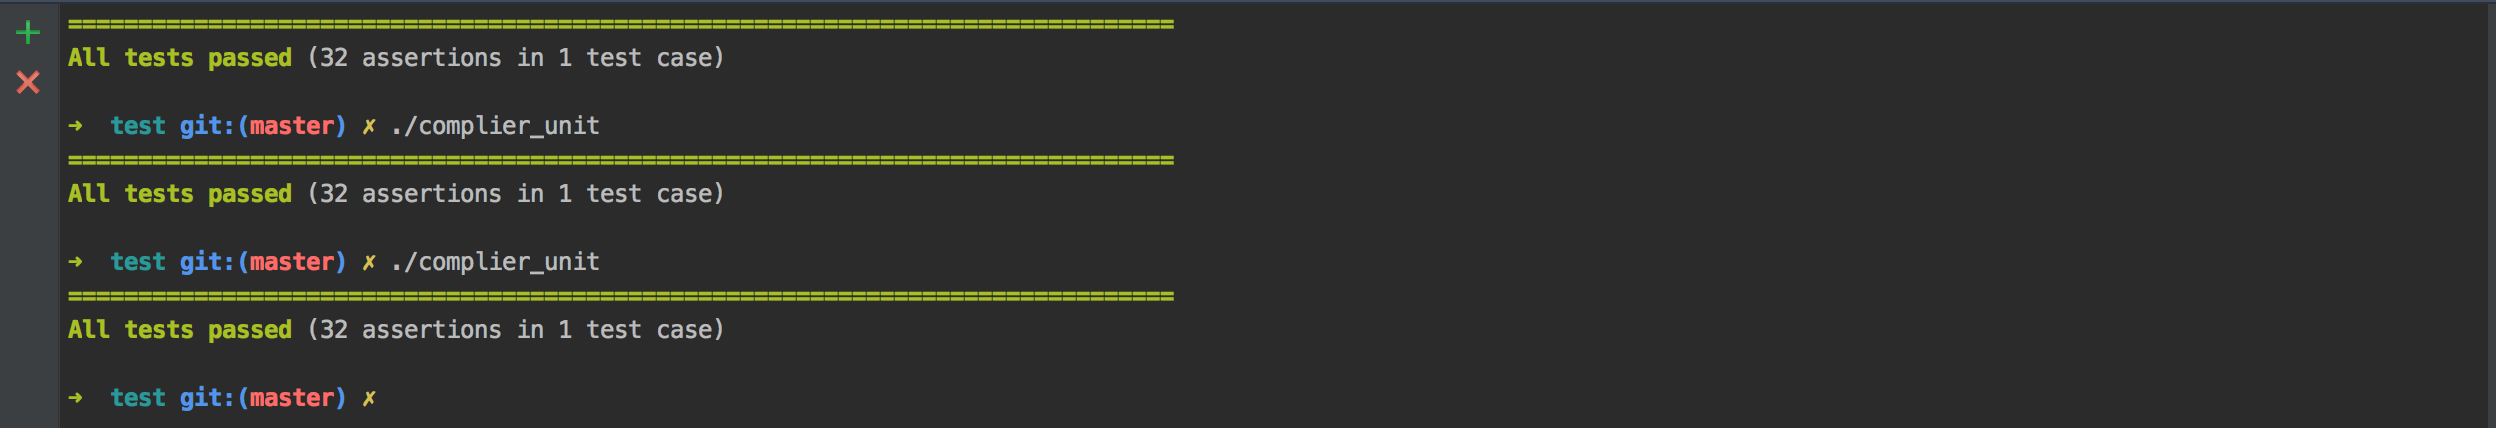 ===============================================================================
All tests passed (32 assertions in 1 test case)
➜  test git:(master) ✗ ./complier_unit
===============================================================================
All tests passed (32 assertions in 1 test case)
➜  test git:(master) ✗ ./complier_unit
===============================================================================
All tests passed (32 assertions in 1 test case)
➜  test git:(master) ✗